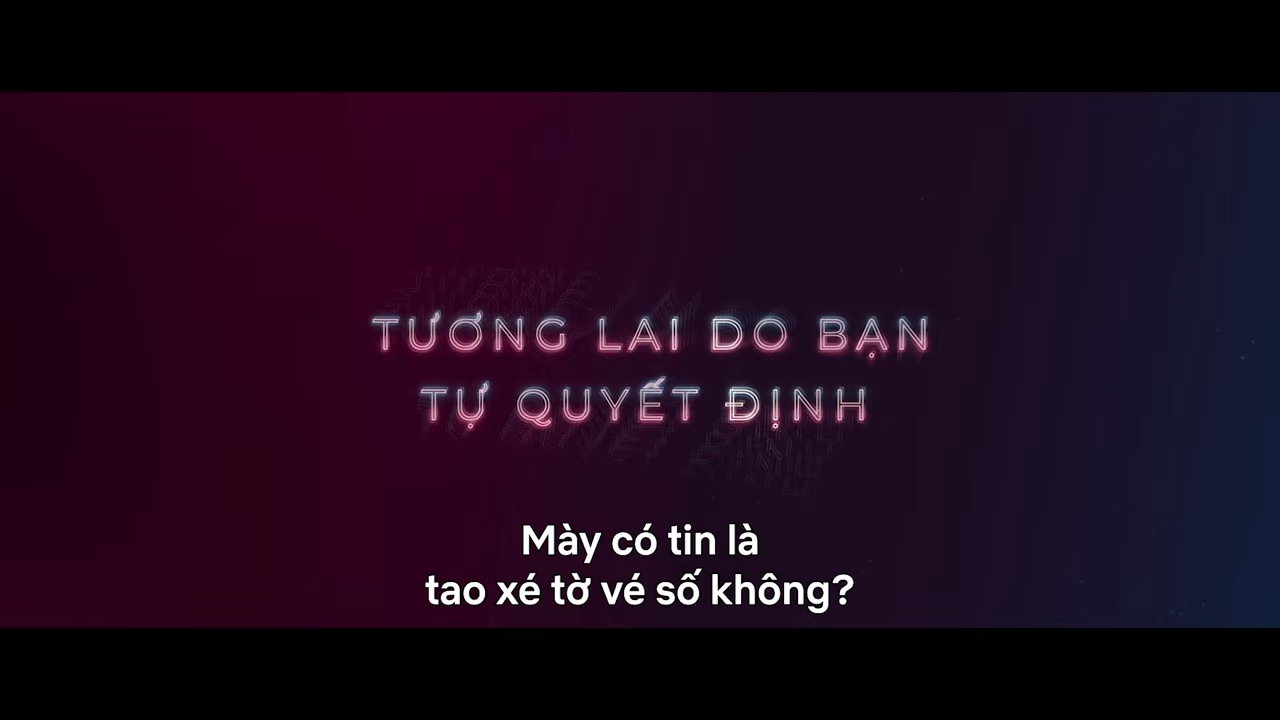 TƯƠNG LAI DO BẠN
TỰ QUYẾT ĐỊNH
Mày có tin là
tao xé tờ vé số không?